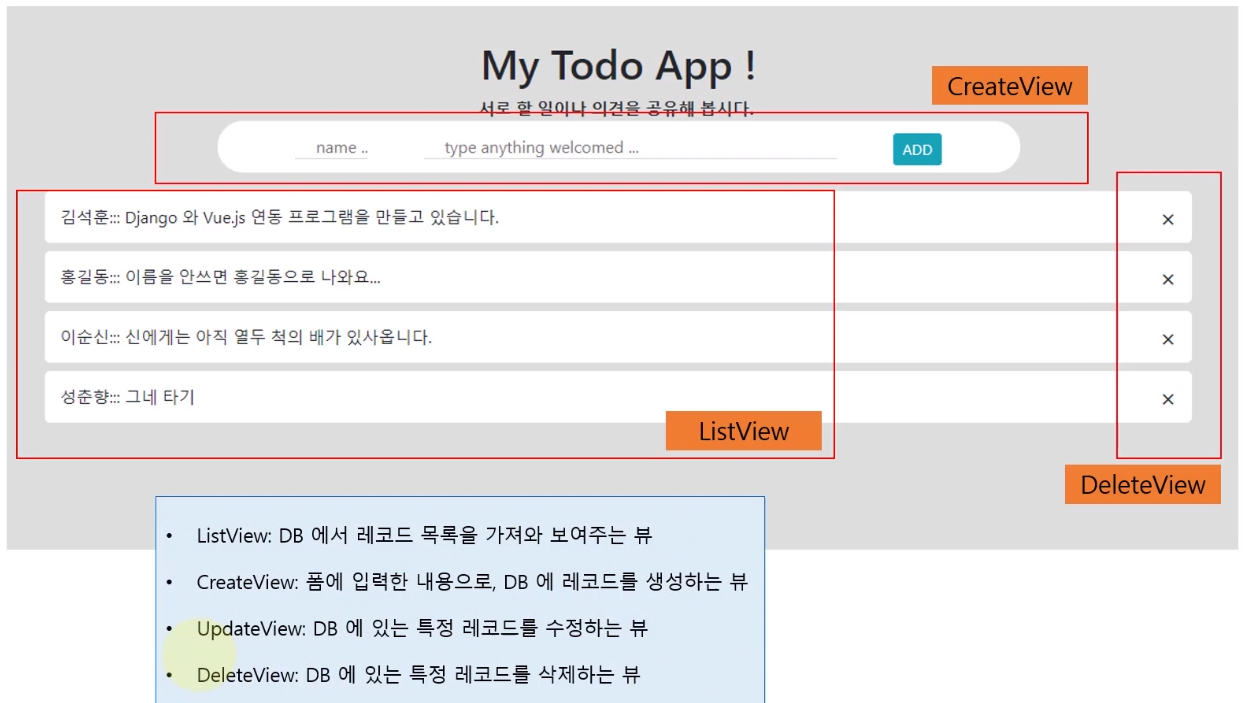 My Todo App !
CreateView
서로 할 일이나 의견을 공유해 봅시다.
name ..
type anything welcomed ...
ADD
김석훈::: Django 와 Vue.js 연동 프로그램을 만들고 있습니다.
×
홍길동::: 이름을 안쓰면 홍길동으로 나와요...
×
이순신::: 신에게는 아직 열두 척의 배가 있사옵니다.
×
성춘향::: 그네 타기
×
ListView
DeleteView
• ListView: DB 에서 레코드 목록을 가져와 보여주는 뷰
• CreateView: 폼에 입력한 내용으로, DB 에 레코드를 생성하는 뷰
• UpdateView: DB 에 있는 특정 레코드를 수정하는 뷰
• DeleteView: DB 에 있는 특정 레코드를 삭제하는 뷰